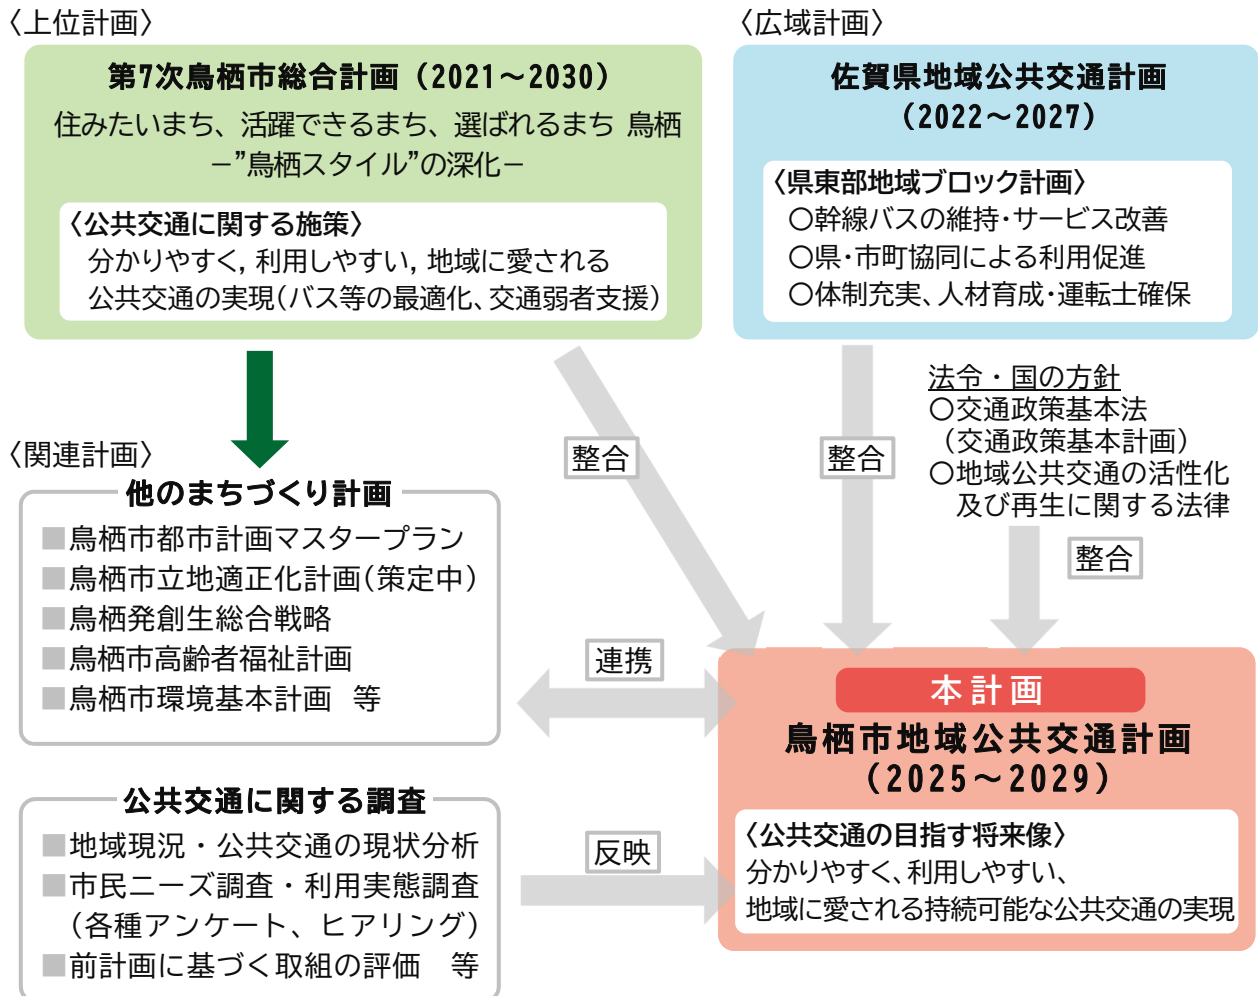 〈上位計画〉
第7次鳥栖市総合計画（2021～2030）
住みたいまち、活躍できるまち、選ばれるまち 鳥栖
－”鳥栖スタイル”の深化－
〈公共交通に関する施策〉
分かりやすく，利用しやすい，地域に愛される
公共交通の実現（バス等の最適化、交通弱者支援）
〈広域計画〉
佐賀県地域公共交通計画
（2022～2027）
〈県東部地域ブロック計画〉
〇幹線バスの維持・サービス改善
〇県・市町協同による利用促進
〇体制充実、人材育成・運転士確保
整合
整合
法令・国の方針
〇交通政策基本法
（交通政策基本計画）
〇地域公共交通の活性化
及び再生に関する法律
整合
〈関連計画〉
他のまちづくり計画
■鳥栖市都市計画マスタープラン
■鳥栖市立地適正化計画（策定中）
■鳥栖発創生総合戦略
■鳥栖市高齢者福祉計画
■鳥栖市環境基本計画　等
連携
公共交通に関する調査
■地域現況・公共交通の現状分析
■市民ニーズ調査・利用実態調査
（各種アンケート、ヒアリング）
■前計画に基づく取組の評価　等
反映
本計画
鳥栖市地域公共交通計画
（2025～2029）
〈公共交通の目指す将来像〉
分かりやすく、利用しやすい、
地域に愛される持続可能な公共交通の実現